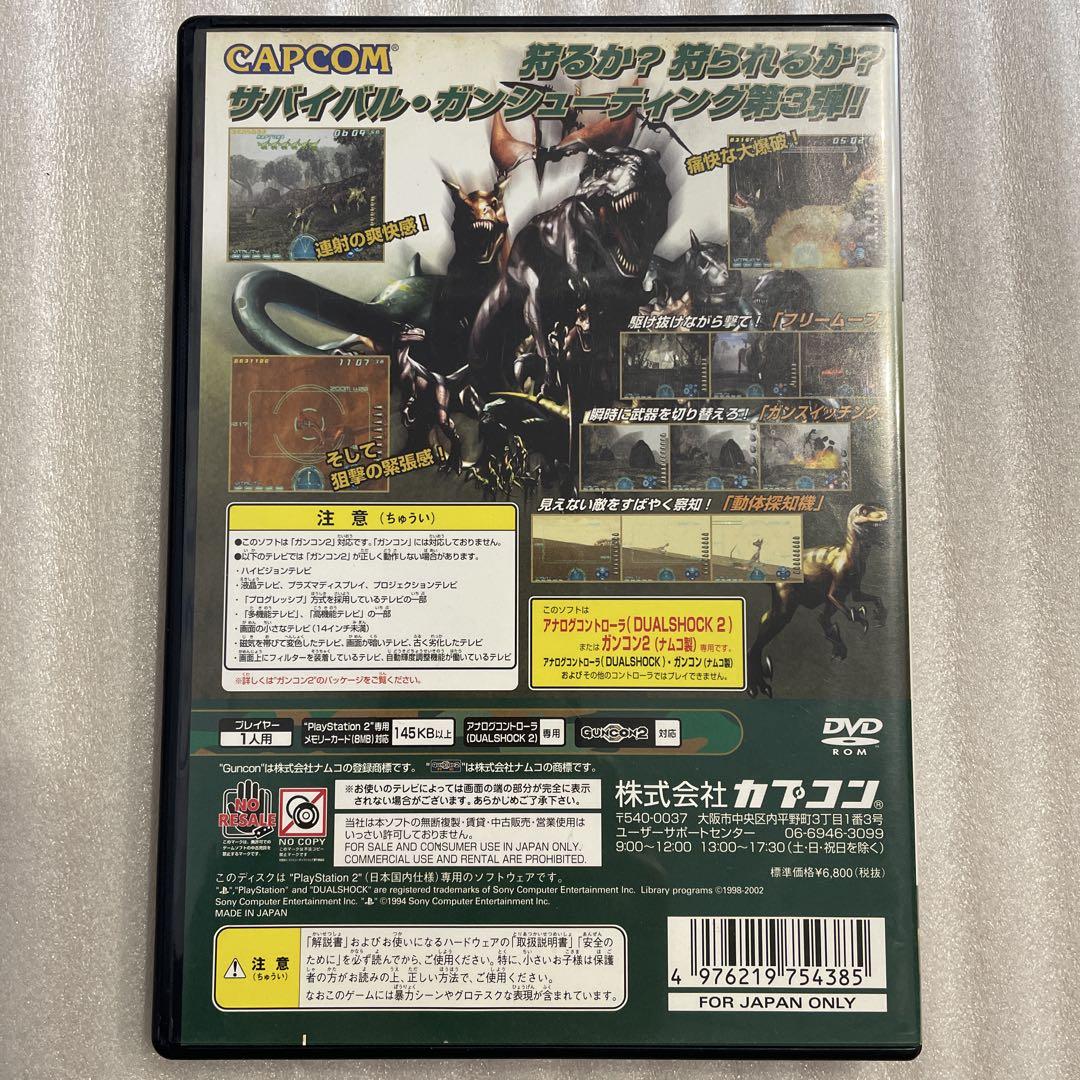 CAPCOM®
狩るか? 狩られるか?
サバイバル・ガンシューティング第3弾!!
連射の爽快感!
痛快な大爆破!
05:02
VITALITY
VITALITY
駆け抜けながら撃て!「フリームーブ」
0631106
11:07
ZOOM
そして
狙撃の緊張感!
瞬時に武器を切り替えろ!「ガンスイッチング」
見えない敵をすばやく察知!「動体探知機」
注 意(ちゅうい)
●このソフトは「ガンコン2」対応です。「ガンコン」には対応しておりません。
●以下のテレビでは「ガンコン2」が正しく動作しない場合があります。
・ハイビジョンテレビ
・液晶テレビ、プラズマディスプレイ、プロジェクションテレビ
・「プログレッシブ」方式を採用しているテレビの一部
・「多機能テレビ」、「高機能テレビ」の一部
・画面の小さなテレビ(14インチ未満)
・磁気を帯びて変色したテレビ、画面が暗いテレビ、古く劣化したテレビ
・画面上にフィルターを装着しているテレビ、自動輝度調整機能が働いているテレビ
※詳しくは"ガンコン2"のパッケージをご覧ください。
このソフトは
アナログコントローラ(DUALSHOCK 2)
または ガンコン2(ナムコ製) 専用です。
アナログコントローラ(DUALSHOCK)・ガンコン(ナムコ製)
およびその他のコントローラではプレイできません。
プレイヤー
1人用
"PlayStation 2"専用
メモリーカード(8MB)対応
145KB以上
アナログコントローラ
(DUALSHOCK 2)
専用
GUNCON2
対応
DVD
ROM
"Guncon"は株式会社ナムコの登録商標です。 "GUNCON2"は株式会社ナムコの商標です。
NO
RESALE
NO COPY
※お使いのテレビによっては画面の端の部分が完全に表示
されない場合がございます。あらかじめご了承下さい。
当社は本ソフトの無断複製・賃貸・中古販売・営業使用は
いっさい許可しておりません。
FOR SALE AND CONSUMER USE IN JAPAN ONLY.
COMMERCIAL USE AND RENTAL ARE PROHIBITED.
株式会社カプコン®
〒540-0037 大阪市中央区内平野町3丁目1番3号
ユーザーサポートセンター 06-6946-3099
9:00〜12:00 13:00〜17:30(土・日・祝日を除く)
標準価格¥6,800(税抜)
このディスクは "PlayStation 2"(日本国内仕様)専用のソフトウェアです。
","PlayStation" and "DUALSHOCK" are registered trademarks of Sony Computer Entertainment Inc. Library programs ©1998-2002
Sony Computer Entertainment Inc. " " ©1994 Sony Computer Entertainment Inc.
MADE IN JAPAN
注意
(ちゅうい)
「解説書」およびお使いになるハードウェアの「取扱説明書」「安全の
ために」を必ず読んでから、ご使用ください。特に、小さいお子様は保護
者の方がお読みの上、正しい方法で、ご使用ください。
なおこのゲームには暴力シーンやグロテスクな表現が含まれています。
4 976219 754385
FOR JAPAN ONLY